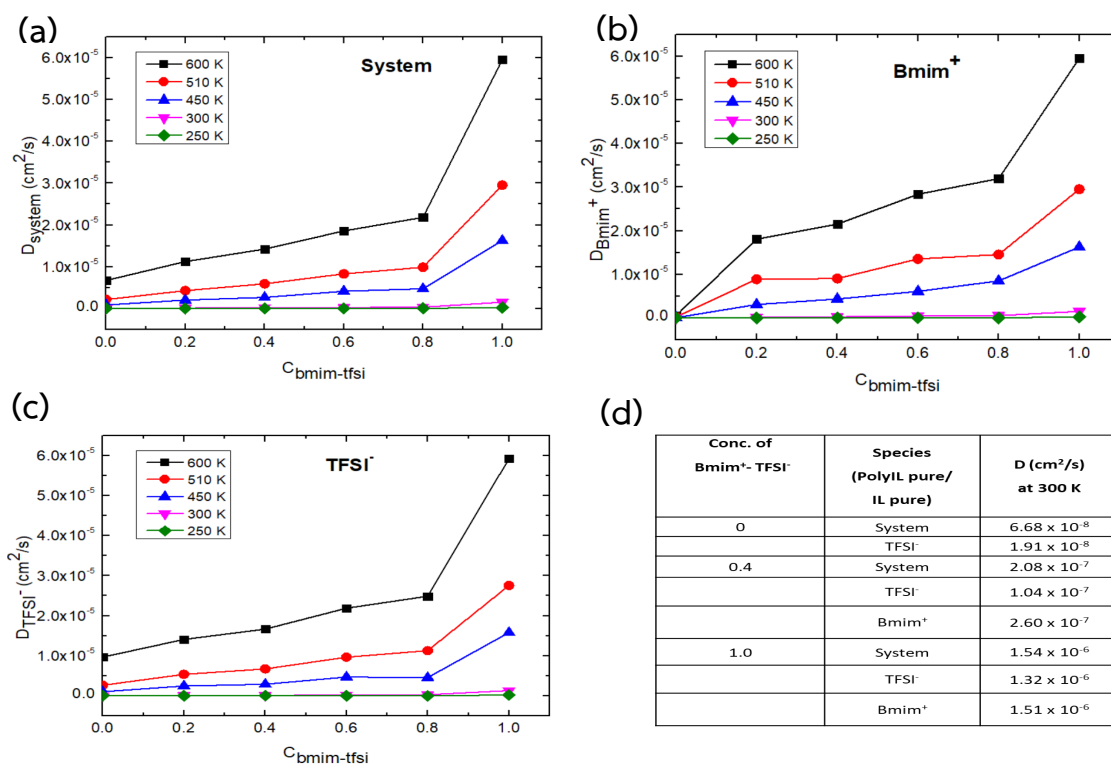 (a)
System
600 K
510 K
450 K
300 K
250 K
6.0x10⁻⁵
5.0x10⁻⁵
4.0x10⁻⁵
3.0x10⁻⁵
2.0x10⁻⁵
1.0x10⁻⁵
0.0
D_system (cm²/s)
0.0 0.2 0.4 0.6 0.8 1.0
C_bmim-tfsi
(b)
Bmim⁺
600 K
510 K
450 K
300 K
250 K
6.0x10⁻⁵
5.0x10⁻⁵
4.0x10⁻⁵
3.0x10⁻⁵
2.0x10⁻⁵
1.0x10⁻⁵
0.0
D_Bmim⁺ (cm²/s)
0.0 0.2 0.4 0.6 0.8 1.0
C_bmim-tfsi
(c)
TFSI⁻
600 K
510 K
450 K
300 K
250 K
6.0x10⁻⁵
5.0x10⁻⁵
4.0x10⁻⁵
3.0x10⁻⁵
2.0x10⁻⁵
1.0x10⁻⁵
0.0
D_TFSI⁻ (cm²/s)
0.0 0.2 0.4 0.6 0.8 1.0
C_bmim-tfsi
(d)
Conc. of
Bmim⁺- TFSI⁻
Species
(PolyIL pure/
IL pure)
D (cm²/s)
at 300 K
0 System 6.68 x 10⁻⁸
TFSI⁻ 1.91 x 10⁻⁸
0.4 System 2.08 x 10⁻⁷
TFSI⁻ 1.04 x 10⁻⁷
Bmim⁺ 2.60 x 10⁻⁷
1.0 System 1.54 x 10⁻⁶
TFSI⁻ 1.32 x 10⁻⁶
Bmim⁺ 1.51 x 10⁻⁶